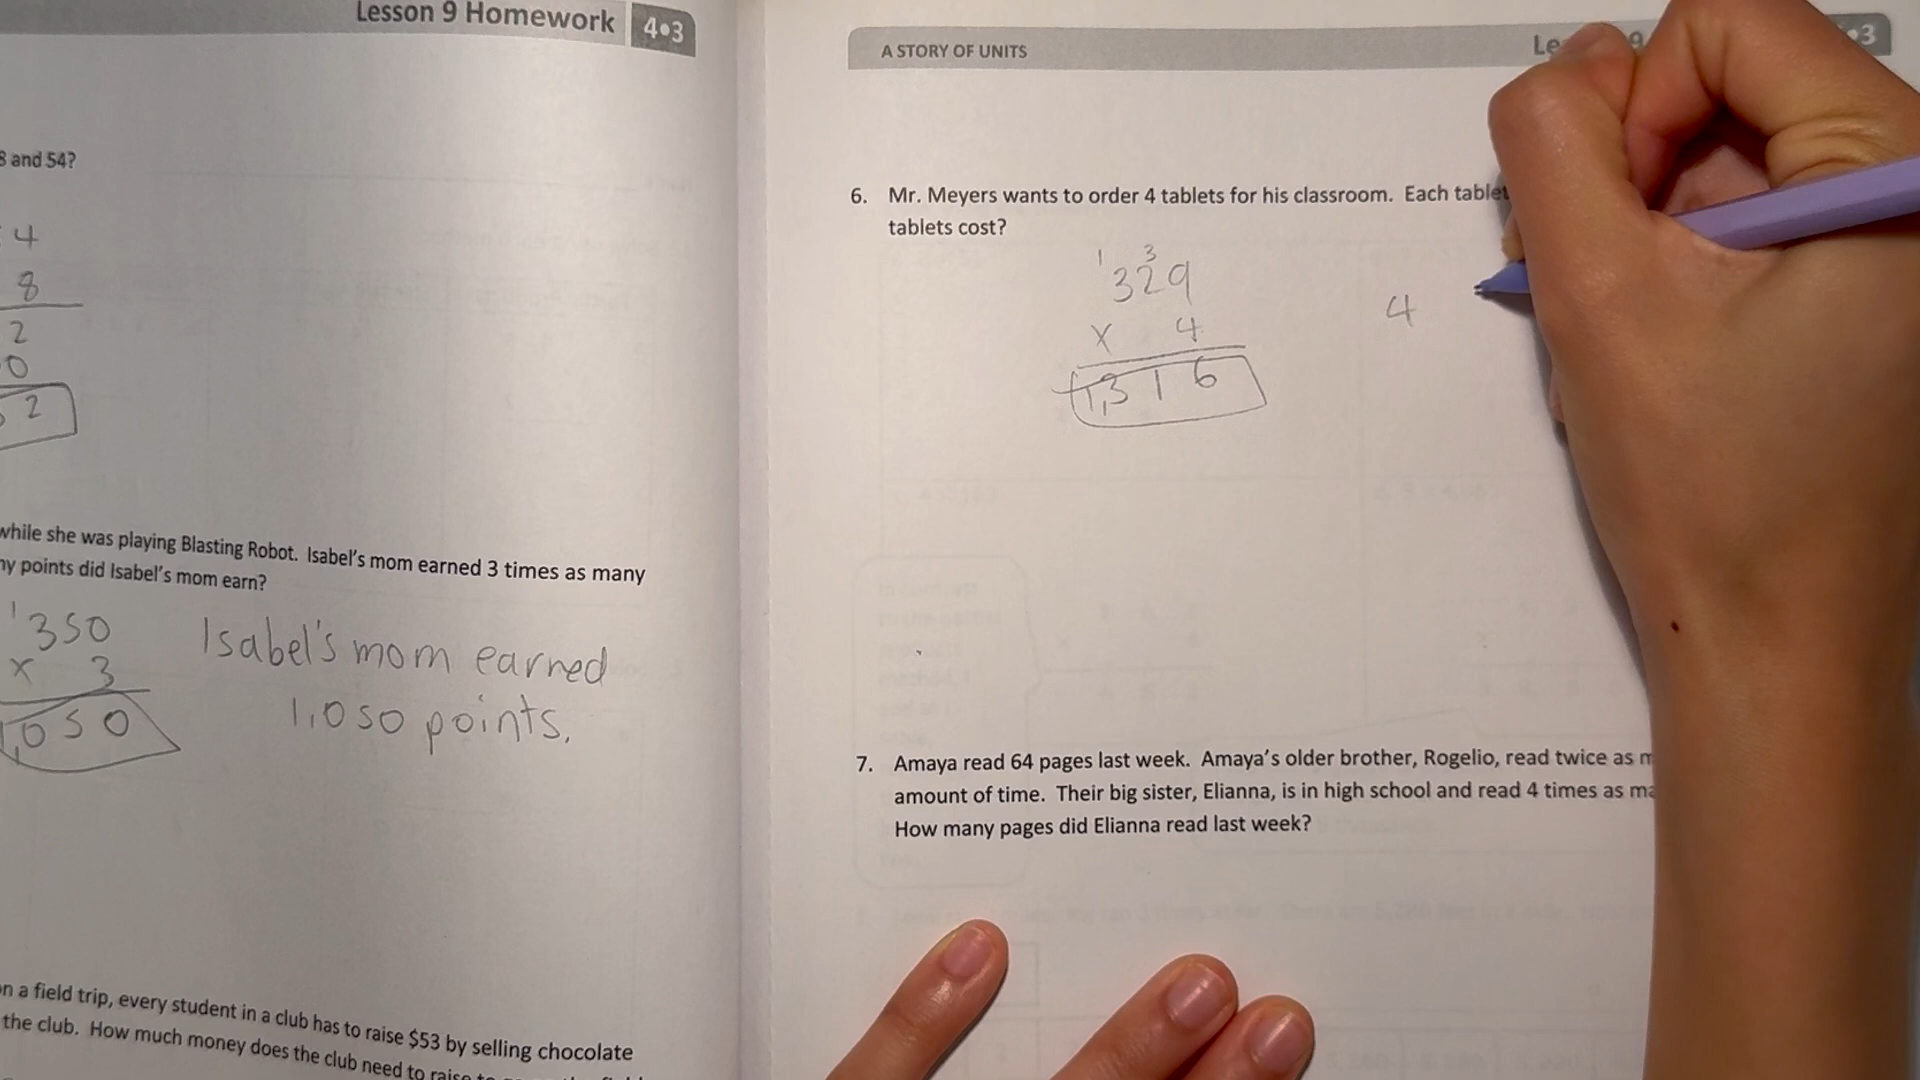 Lesson 9 Homework 4•3
8 and 54?
4
8
2
0
2
while she was playing Blasting Robot. Isabel's mom earned 3 times as many
points did Isabel's mom earn?
1
350
x 3
1,050
Isabel's mom earned
1,050 points.
on a field trip, every student in a club has to raise $53 by selling chocolate
the club. How much money does the club need to raise
A STORY OF UNITS
3
6. Mr. Meyers wants to order 4 tablets for his classroom. Each tablet
tablets cost?
1 3
329
x 4
1,316
4
7. Amaya read 64 pages last week. Amaya's older brother, Rogelio, read twice as
amount of time. Their big sister, Elianna, is in high school and read 4 times as
How many pages did Elianna read last week?